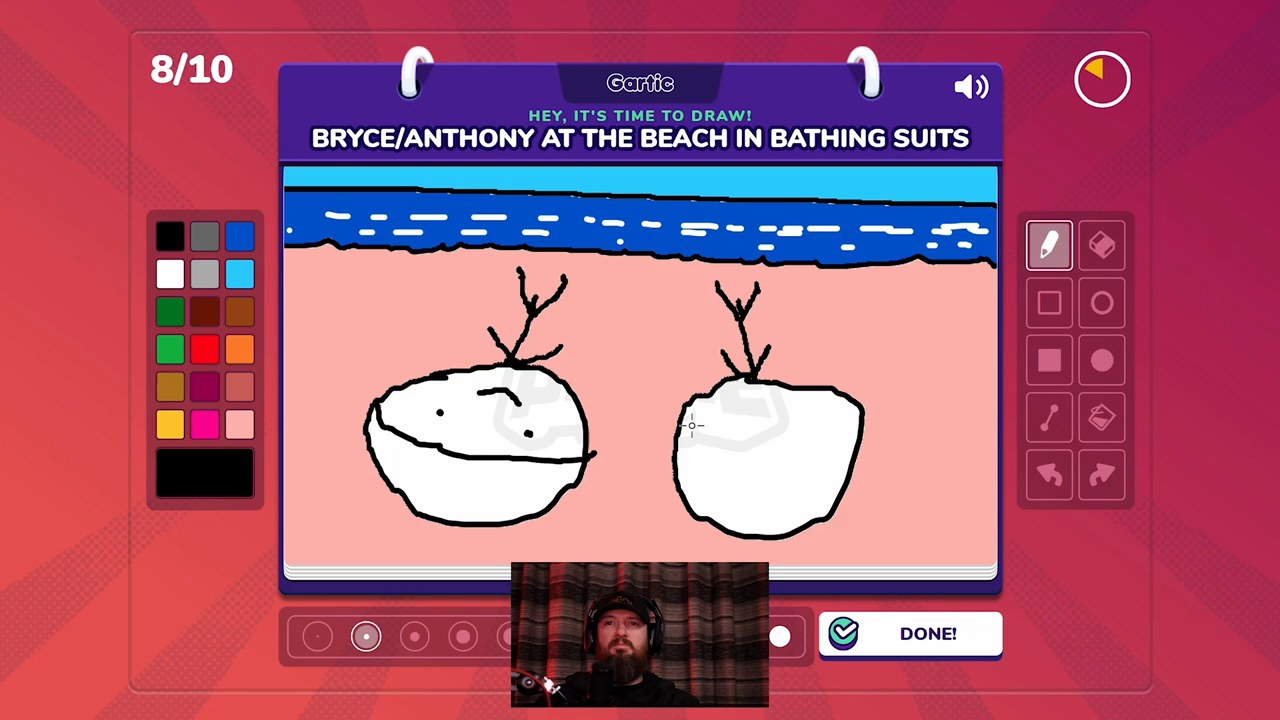 8/10
Gartic
HEY, IT'S TIME TO DRAW!
BRYCE/ANTHONY AT THE BEACH IN BATHING SUITS
DONE!